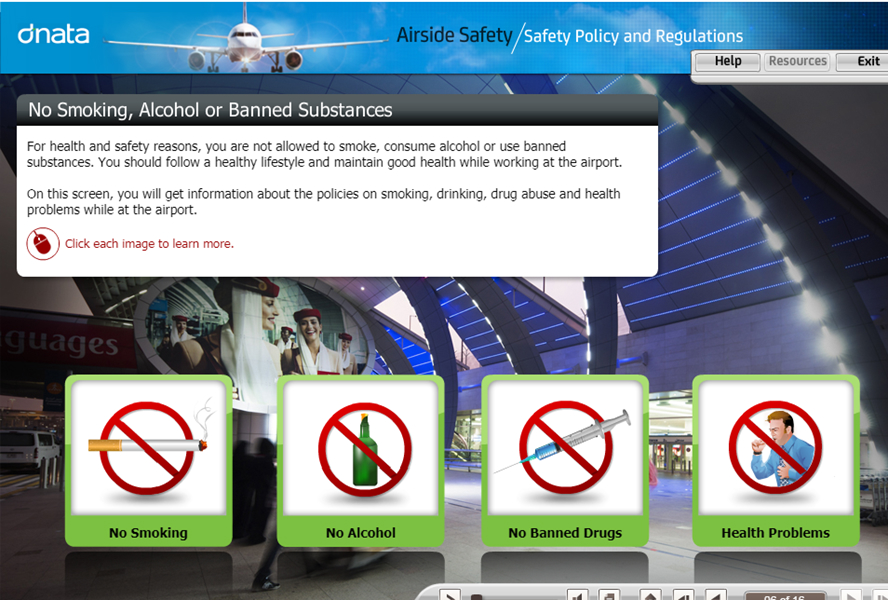 dnata
Airside Safety/Safety Policy and Regulations
Help Resources Exit
No Smoking, Alcohol or Banned Substances
For health and safety reasons, you are not allowed to smoke, consume alcohol or use banned
substances. You should follow a healthy lifestyle and maintain good health while working at the airport.
On this screen, you will get information about the policies on smoking, drinking, drug abuse and health
problems while at the airport.
Click each image to learn more.
guages
No Smoking
No Alcohol
No Banned Drugs
Health Problems
06 of 16